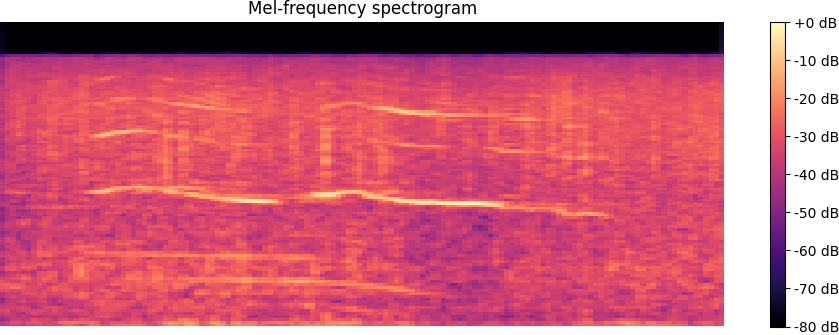 Mel-frequency spectrogram
+0 dB
-10 dB
-20 dB
-30 dB
-40 dB
-50 dB
-60 dB
-70 dB
-80 dB